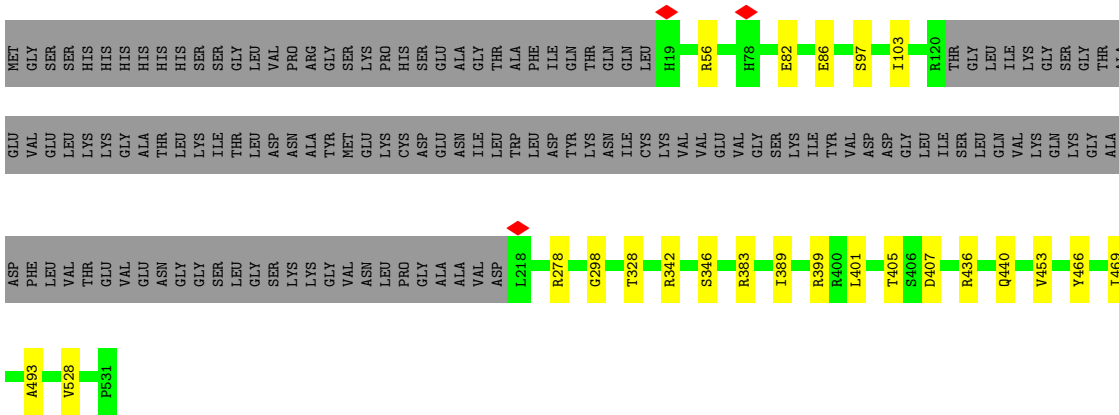 MET GLY SER SER HIS HIS HIS HIS HIS HIS SER SER GLY LEU VAL PRO ARG GLY SER LYS PRO HIS SER GLU ALA GLY THR ALA PHE ILE GLN THR GLN GLN LEU H19 R56 H78 E82 E86 S97 I103 R120 THR GLY LEU ILE LYS GLY SER GLY THR ALA
GLU VAL GLU LEU LYS LYS GLY ALA THR LEU LYS ILE THR LEU ASP ASN ALA TYR MET GLU LYS CYS ASP GLU ASN ILE LEU TRP LEU ASP TYR LYS ASN ILE CYS LYS VAL VAL GLU VAL GLY SER LYS ILE TYR VAL ASP ASP GLY LEU ILE SER LEU GLN VAL LYS GLN LYS GLY ALA
ASP PHE LEU VAL THR GLU VAL GLU ASN GLY GLY SER LEU GLY SER LYS LYS GLY VAL ASN LEU PRO GLY ALA ALA VAL ASP L218 R278 G298 T328 R342 S346 R383 I389 R399 R400 L401 T405 S406 D407 R436 Q440 V453 Y466 I469
A493 V528 P531